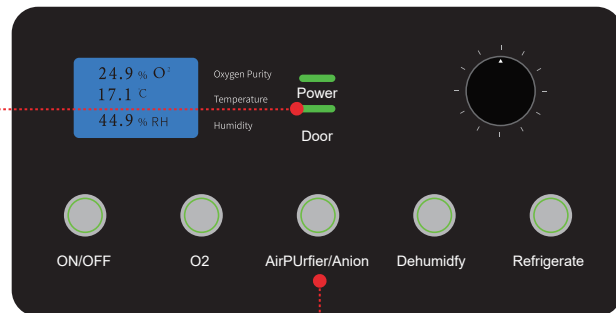 24.9 % O² Oxygen Purity
17.1 ℃ Temperature
44.9 % RH Humidity
Power
Door
ON/OFF
O2
AirPUrfier/Anion
Dehumidfy
Refrigerate